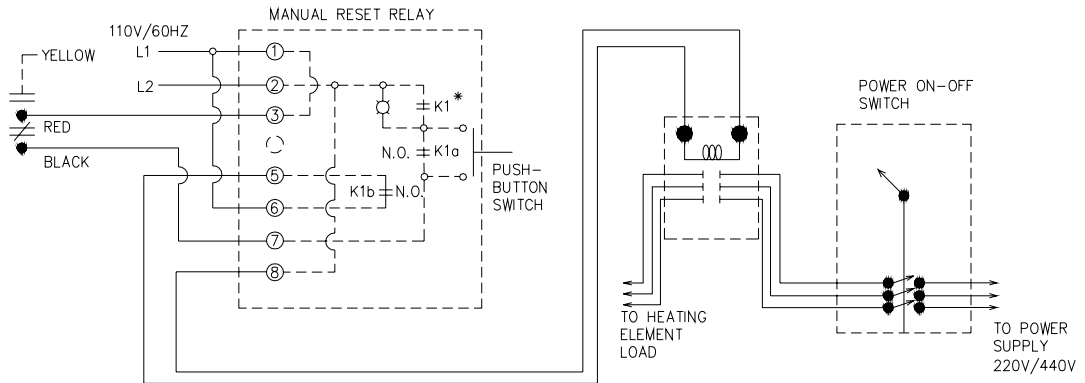 MANUAL RESET RELAY
110V/60HZ
YELLOW
L1
L2
RED
BLACK
1
2
3
5
6
7
8
K1 *
N.O.
K1a
K1b
N.O.
PUSH-
BUTTON
SWITCH
POWER ON-OFF
SWITCH
TO HEATING
ELEMENT
LOAD
TO POWER
SUPPLY
220V/440V